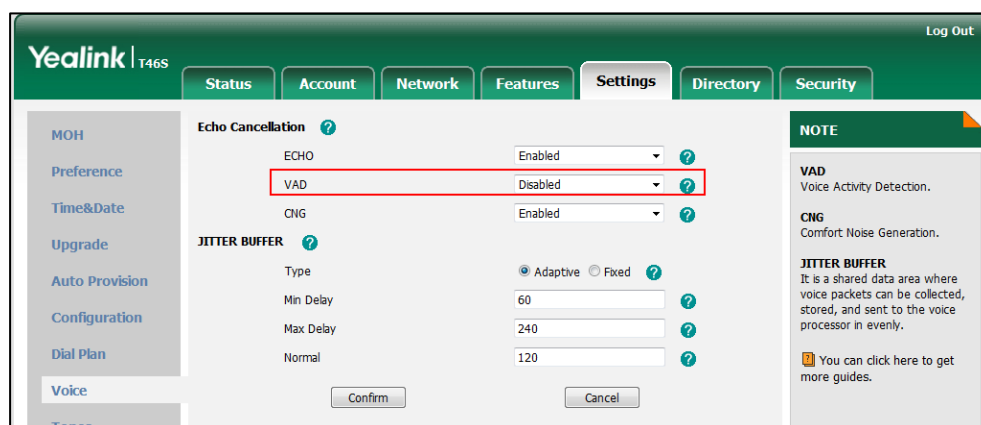 Log Out
Yealink | T46S
Status Account Network Features Settings Directory Security
MOH
Preference
Time&Date
Upgrade
Auto Provision
Configuration
Dial Plan
Voice
Echo Cancellation ?
ECHO Enabled ?
VAD Disabled ?
CNG Enabled ?
JITTER BUFFER ?
Type Adaptive Fixed ?
Min Delay 60 ?
Max Delay 240 ?
Normal 120 ?
Confirm Cancel
NOTE
VAD
Voice Activity Detection.
CNG
Comfort Noise Generation.
JITTER BUFFER
It is a shared data area where
voice packets can be collected,
stored, and sent to the voice
processor in evenly.
? You can click here to get
more guides.